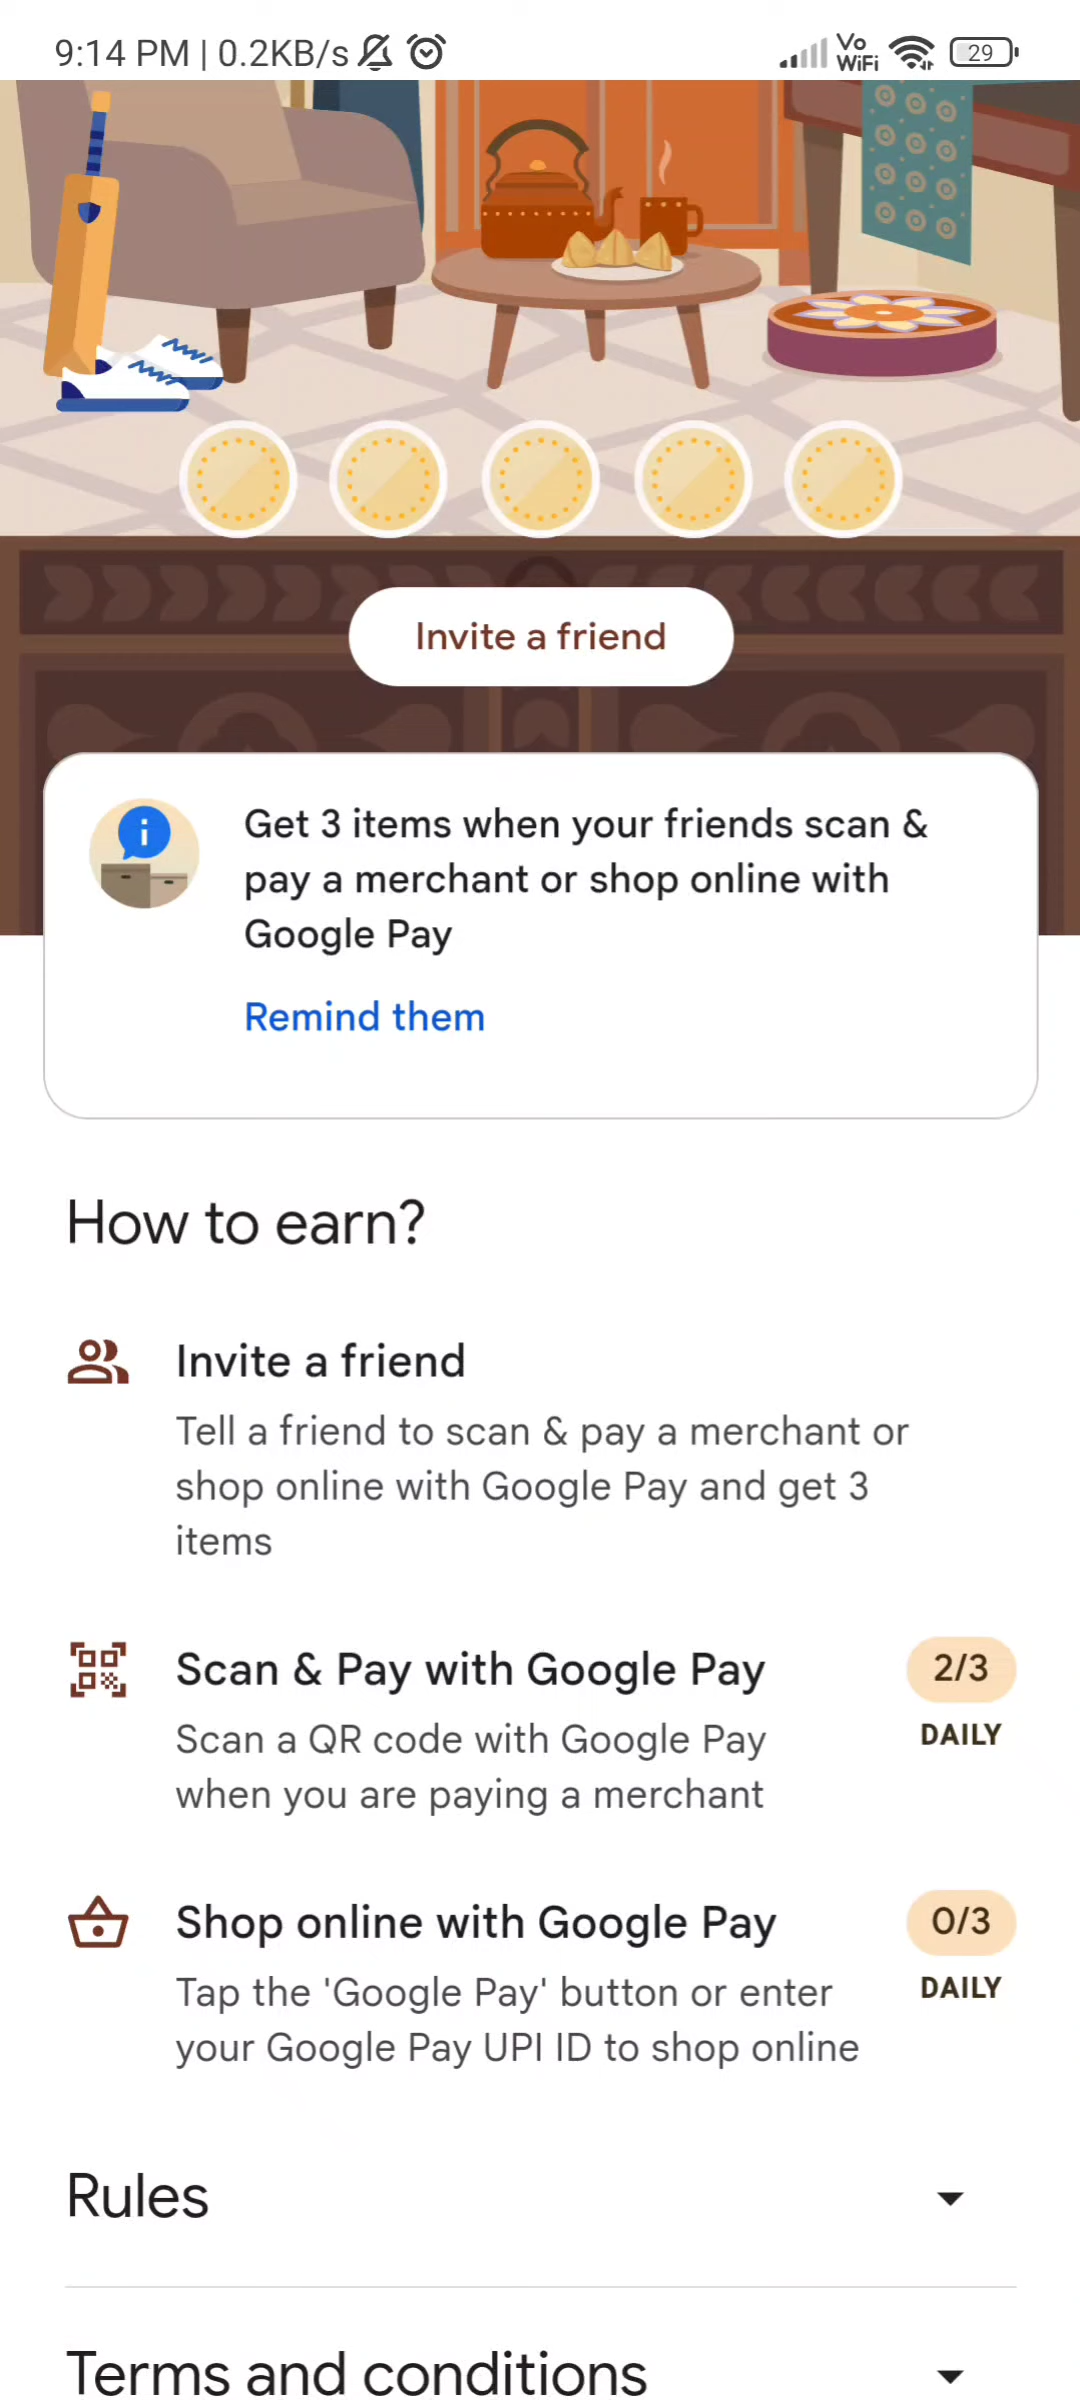 9:14 PM | 0.2KB/s
Vo
WiFi
29
Invite a friend
i
Get 3 items when your friends scan &
pay a merchant or shop online with
Google Pay
Remind them
How to earn?
Invite a friend
Tell a friend to scan & pay a merchant or
shop online with Google Pay and get 3
items
Scan & Pay with Google Pay
2/3
Scan a QR code with Google Pay
DAILY
when you are paying a merchant
Shop online with Google Pay
0/3
Tap the 'Google Pay' button or enter
DAILY
your Google Pay UPI ID to shop online
Rules
Terms and conditions